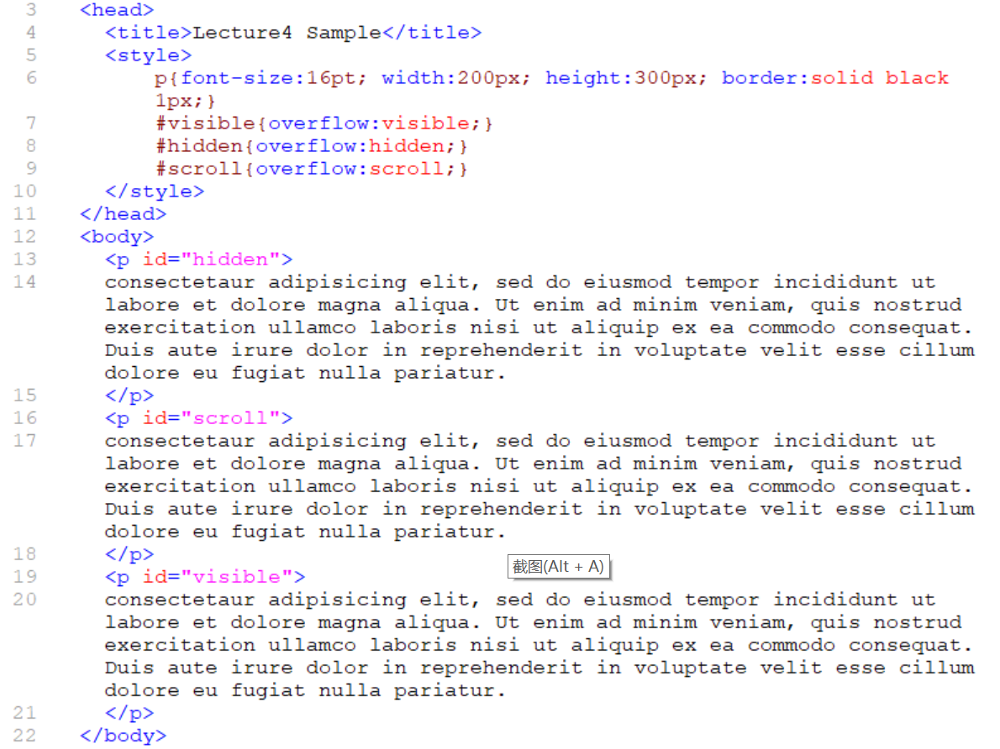 3 <head>
4 <title>Lecture4 Sample</title>
5 <style>
6 p{font-size:16pt; width:200px; height:300px; border:solid black
1px;}
7 #visible{overflow:visible;}
8 #hidden{overflow:hidden;}
9 #scroll{overflow:scroll;}
10 </style>
11 </head>
12 <body>
13 <p id="hidden">
14 consectetaur adipisicing elit, sed do eiusmod tempor incididunt ut
labore et dolore magna aliqua. Ut enim ad minim veniam, quis nostrud
exercitation ullamco laboris nisi ut aliquip ex ea commodo consequat.
Duis aute irure dolor in reprehenderit in voluptate velit esse cillum
dolore eu fugiat nulla pariatur.
15 </p>
16 <p id="scroll">
17 consectetaur adipisicing elit, sed do eiusmod tempor incididunt ut
labore et dolore magna aliqua. Ut enim ad minim veniam, quis nostrud
exercitation ullamco laboris nisi ut aliquip ex ea commodo consequat.
Duis aute irure dolor in reprehenderit in voluptate velit esse cillum
dolore eu fugiat nulla pariatur.
18 </p>
截图(Alt + A)
19 <p id="visible">
20 consectetaur adipisicing elit, sed do eiusmod tempor incididunt ut
labore et dolore magna aliqua. Ut enim ad minim veniam, quis nostrud
exercitation ullamco laboris nisi ut aliquip ex ea commodo consequat.
Duis aute irure dolor in reprehenderit in voluptate velit esse cillum
dolore eu fugiat nulla pariatur.
21 </p>
22 </body>